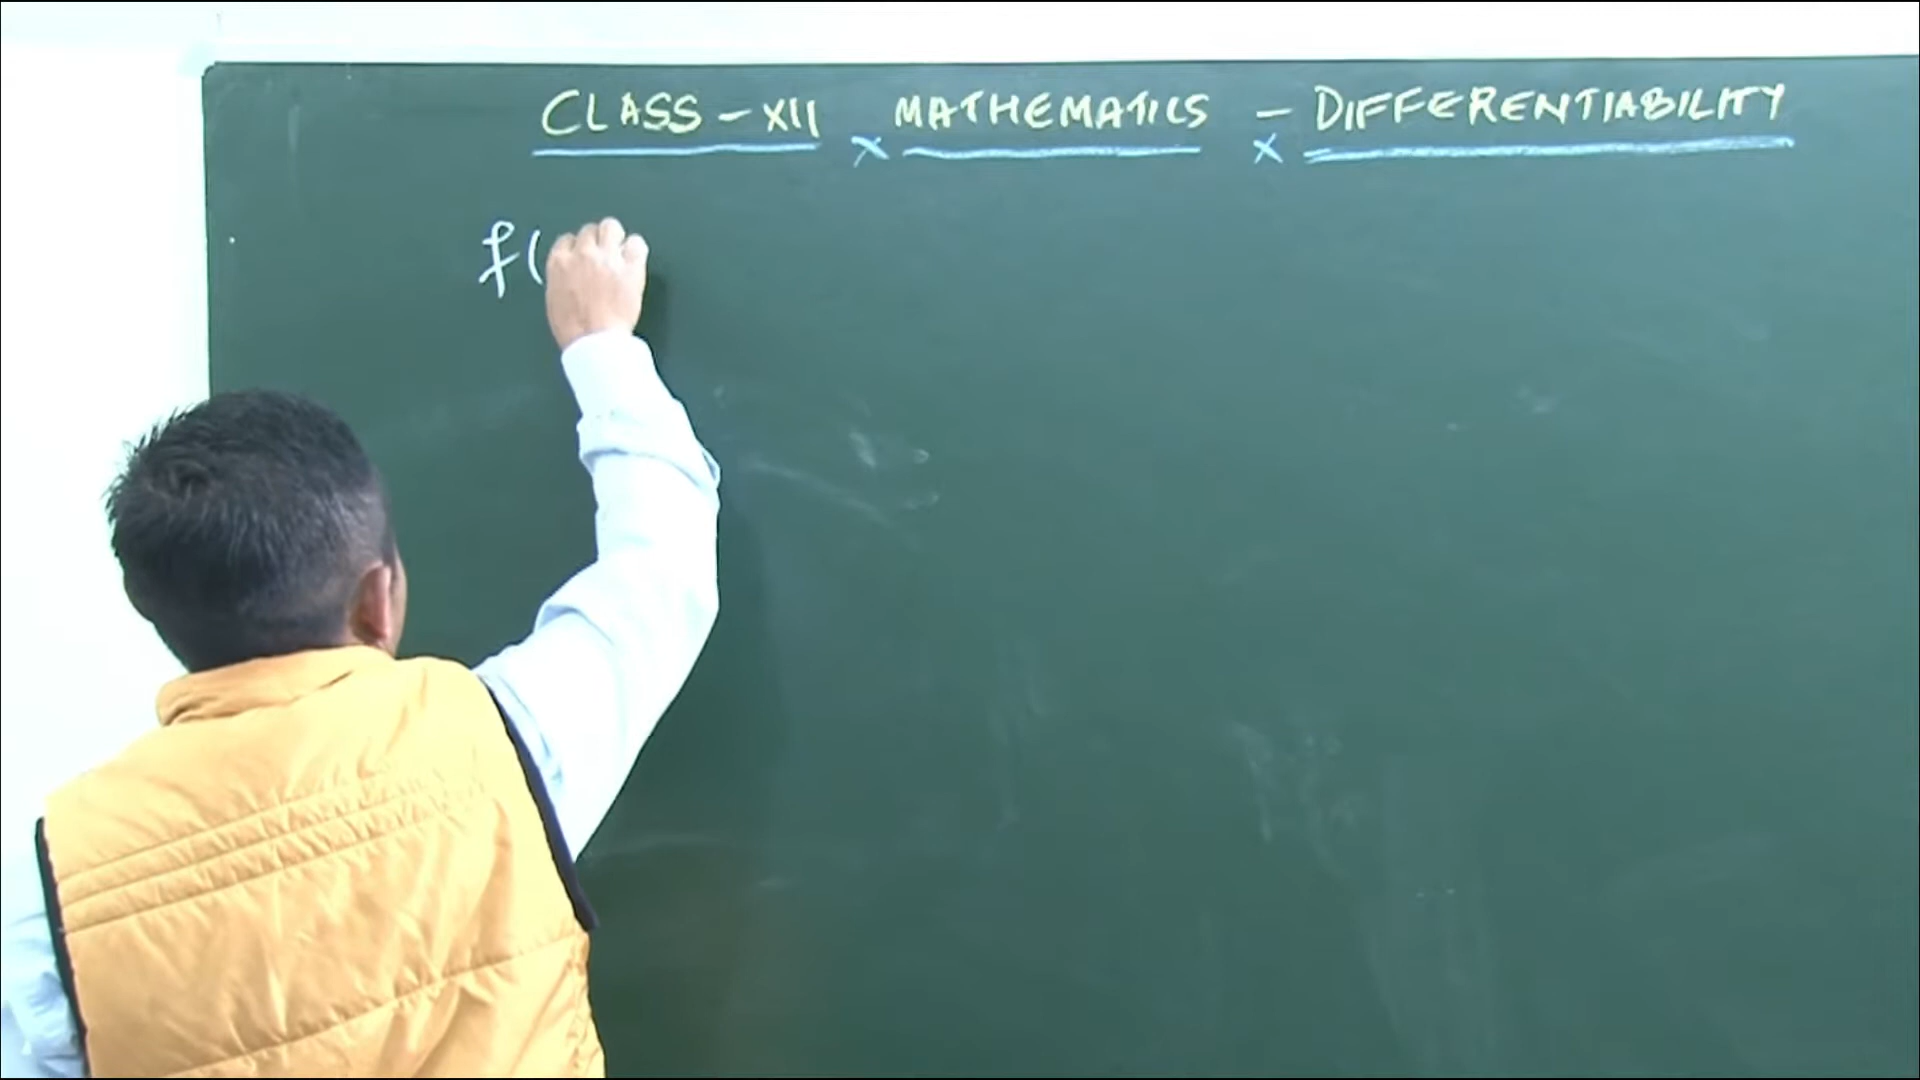 CLASS - XII MATHEMATICS - DIFFERENTIABILITY
x x
f(